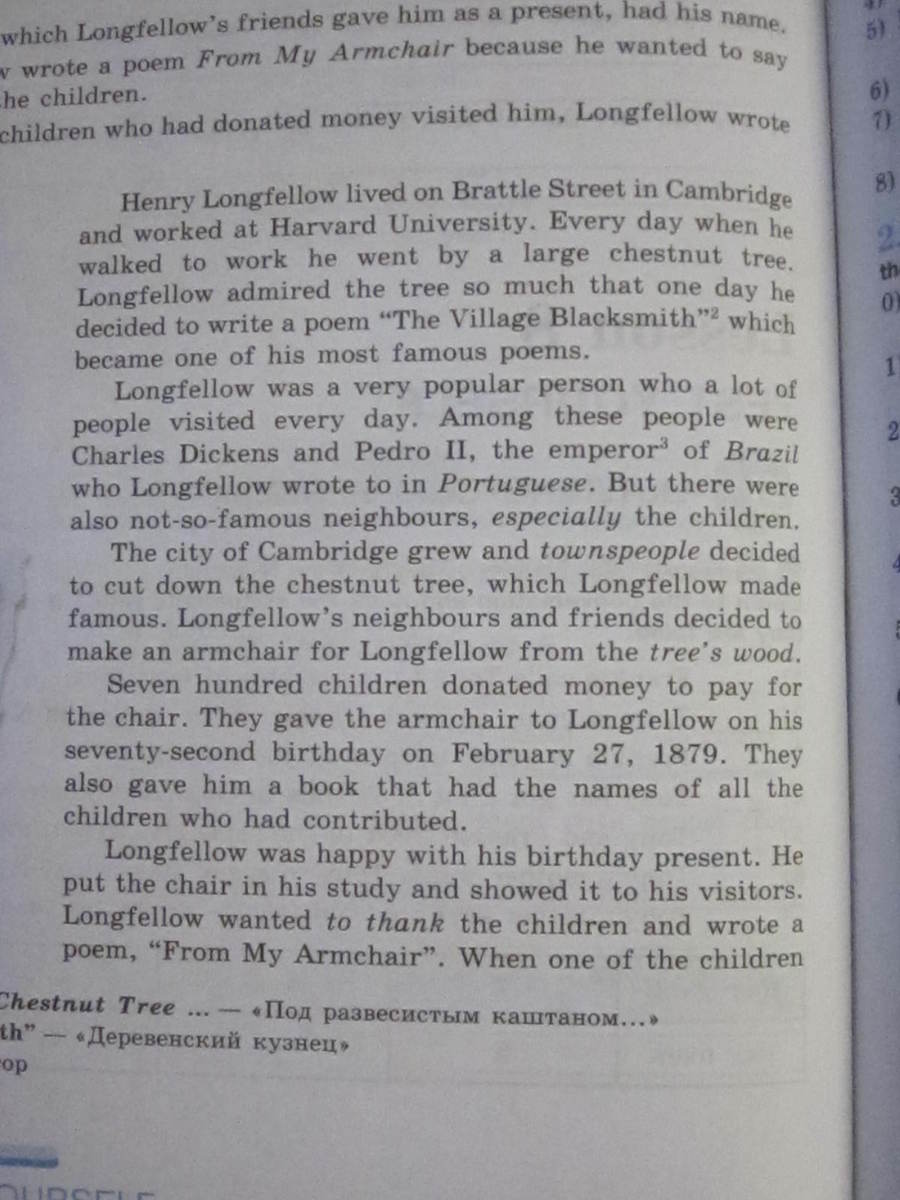 which Longfellow's friends gave him as a present, had his name.
wrote a poem From My Armchair because he wanted to say
the children.
children who had donated money visited him, Longfellow wrote
Henry Longfellow lived on Brattle Street in Cambridge
and worked at Harvard University. Every day when he
walked to work he went by a large chestnut tree.
Longfellow admired the tree so much that one day he
decided to write a poem “The Village Blacksmith”² which
became one of his most famous poems.
Longfellow was a very popular person who a lot of
people visited every day. Among these people were
Charles Dickens and Pedro II, the emperor³ of Brazil
who Longfellow wrote to in Portuguese. But there were
also not-so-famous neighbours, especially the children.
The city of Cambridge grew and townspeople decided
to cut down the chestnut tree, which Longfellow made
famous. Longfellow's neighbours and friends decided to
make an armchair for Longfellow from the tree's wood.
Seven hundred children donated money to pay for
the chair. They gave the armchair to Longfellow on his
seventy-second birthday on February 27, 1879. They
also gave him a book that had the names of all the
children who had contributed.
Longfellow was happy with his birthday present. He
put the chair in his study and showed it to his visitors.
Longfellow wanted to thank the children and wrote a
poem, “From My Armchair”. When one of the children
Chestnut Tree ... — «Под развесистым каштаном...»
th” — «Деревенский кузнец»
ор
OURSELF
5)
6)
7)
8)
2.
th
0)
1
2
3